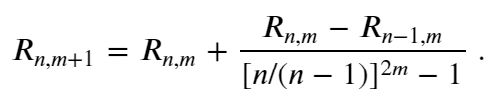 $R_{n,m+1} = R_{n,m} + \frac{R_{n,m} - R_{n-1,m}}{[n/(n-1)]^{2m} - 1}$ .